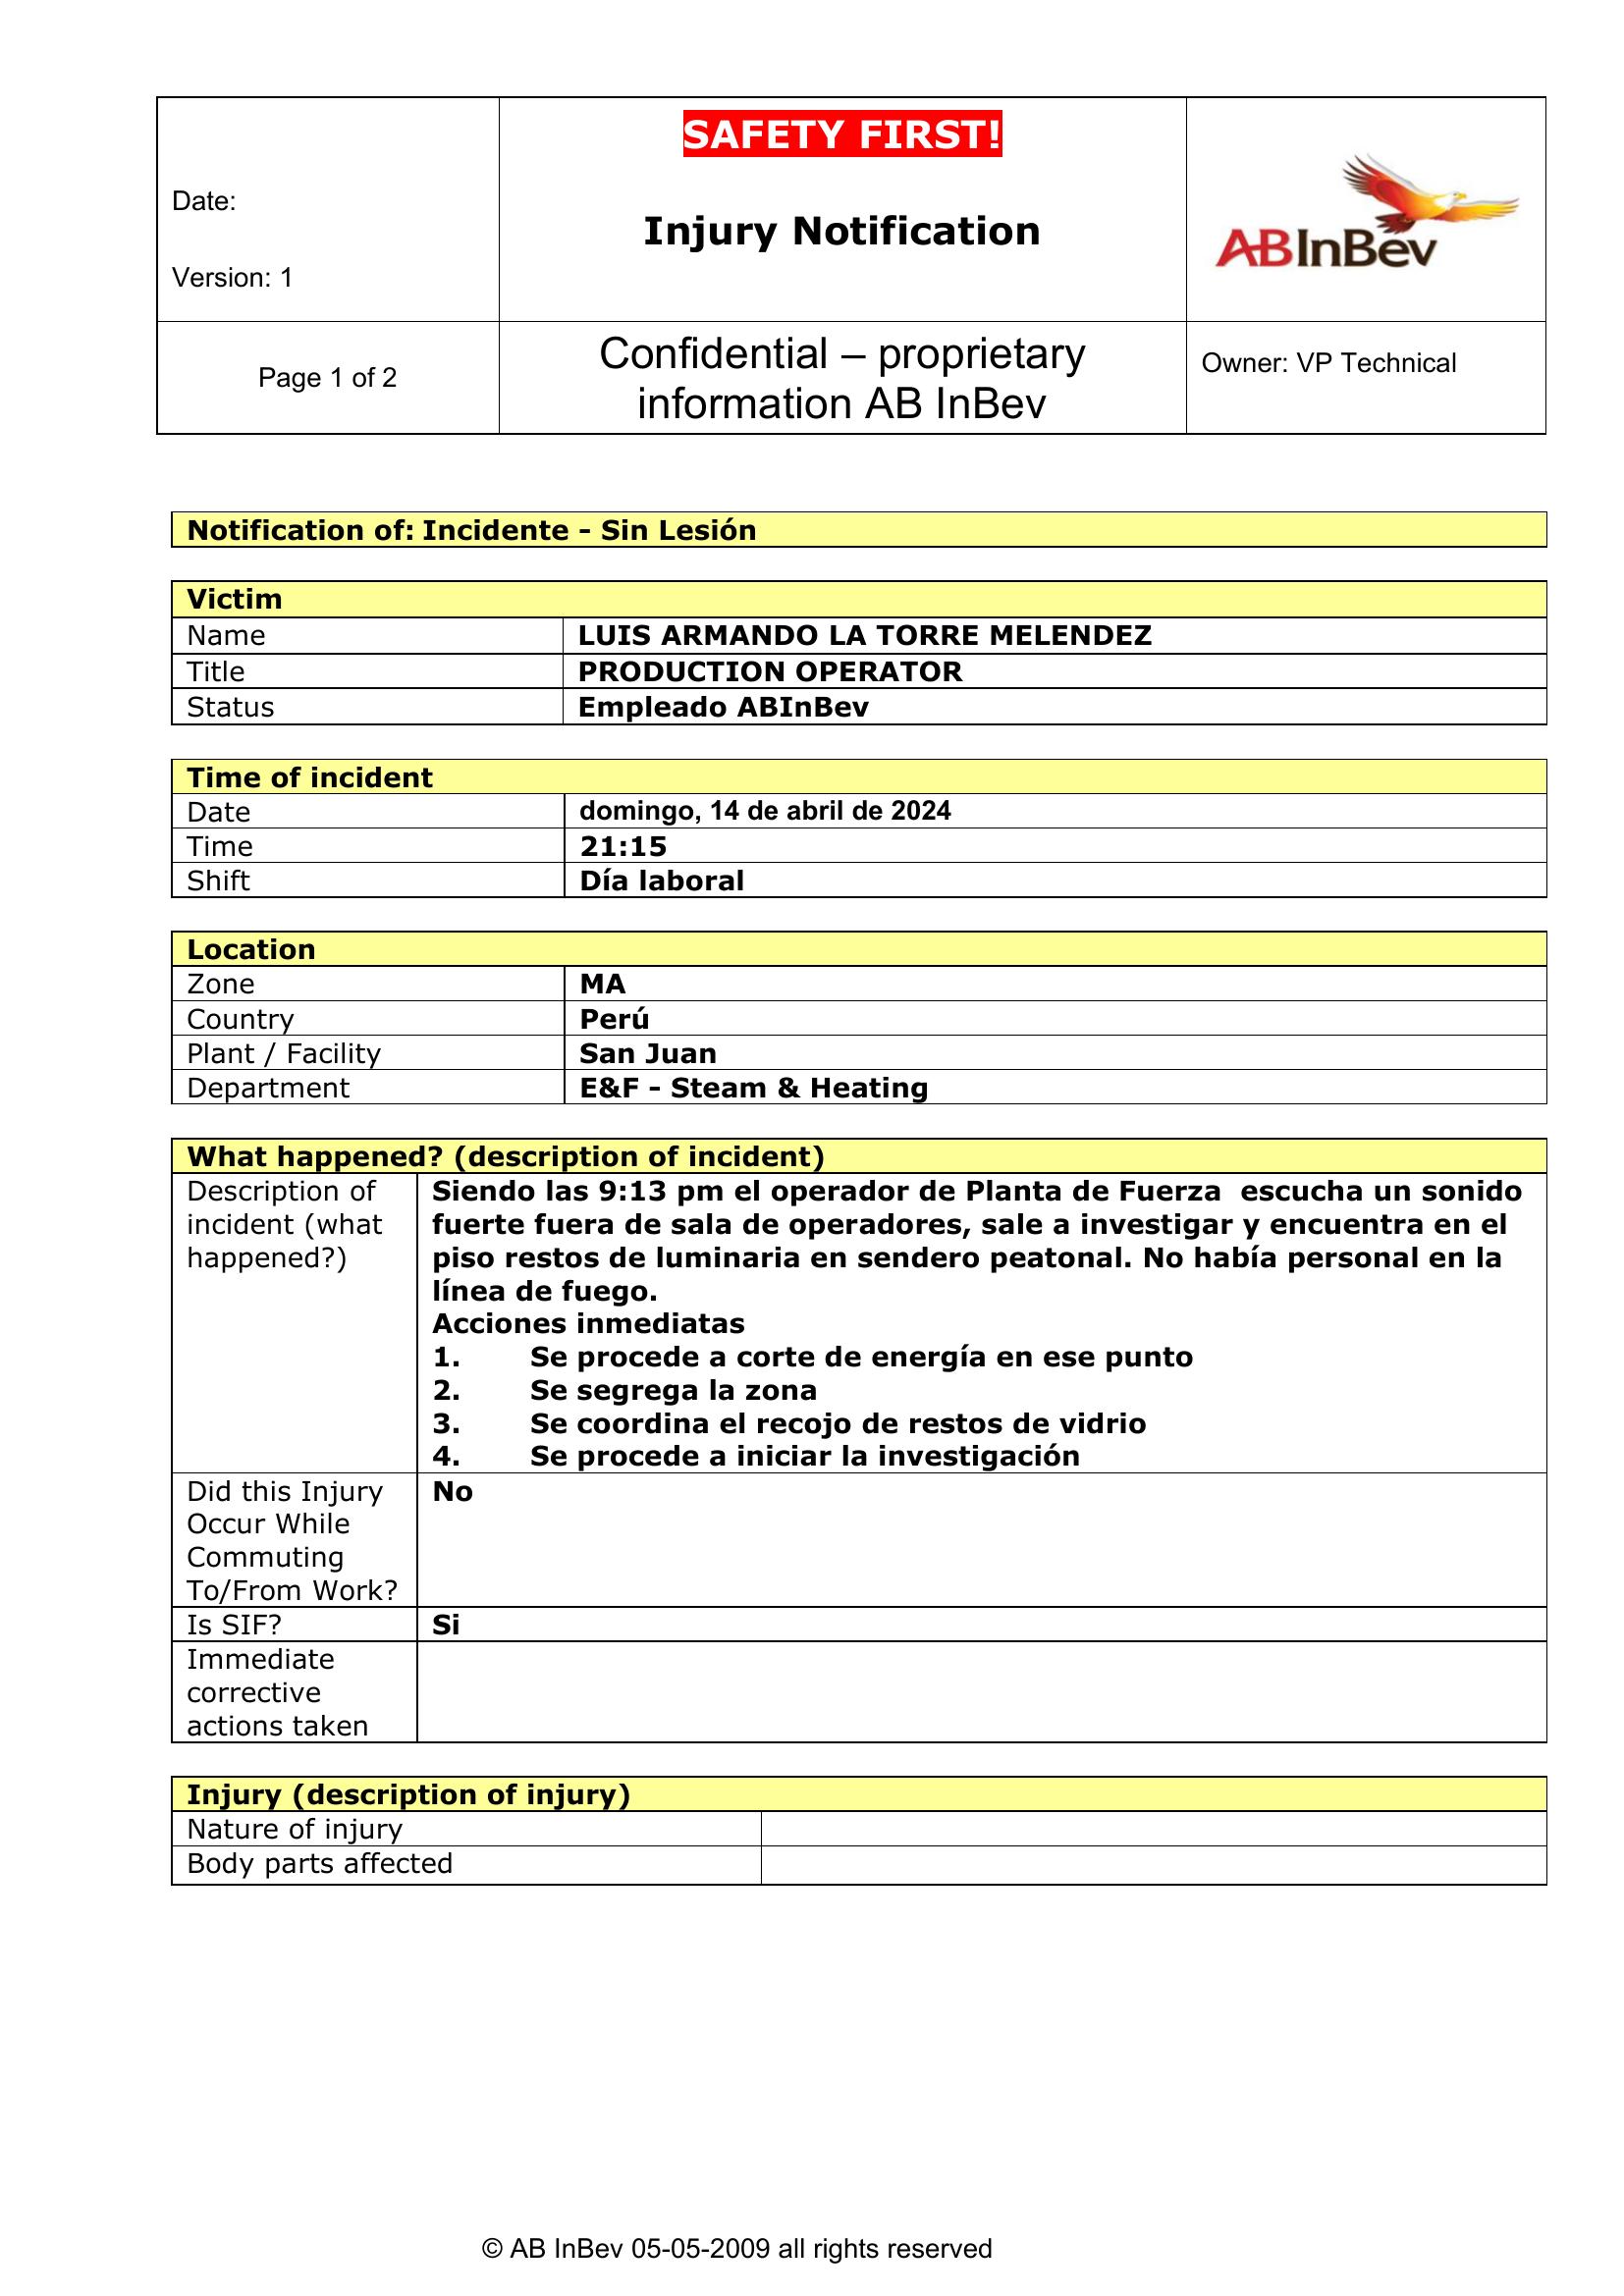 SAFETY FIRST!
Date:
Injury Notification
Version: 1
ABInBev
Page 1 of 2
Confidential – proprietary
information AB InBev
Owner: VP Technical
Notification of: Incidente - Sin Lesión
Victim
Name LUIS ARMANDO LA TORRE MELENDEZ
Title PRODUCTION OPERATOR
Status Empleado ABInBev
Time of incident
Date domingo, 14 de abril de 2024
Time 21:15
Shift Día laboral
Location
Zone MA
Country Perú
Plant / Facility San Juan
Department E&F - Steam & Heating
What happened? (description of incident)
Description of
incident (what
happened?)
Siendo las 9:13 pm el operador de Planta de Fuerza  escucha un sonido
fuerte fuera de sala de operadores, sale a investigar y encuentra en el
piso restos de luminaria en sendero peatonal. No había personal en la
línea de fuego.
Acciones inmediatas
1. Se procede a corte de energía en ese punto
2. Se segrega la zona
3. Se coordina el recojo de restos de vidrio
4. Se procede a iniciar la investigación
Did this Injury
Occur While
Commuting
To/From Work?
No
Is SIF? Si
Immediate
corrective
actions taken
Injury (description of injury)
Nature of injury
Body parts affected
© AB InBev 05-05-2009 all rights reserved